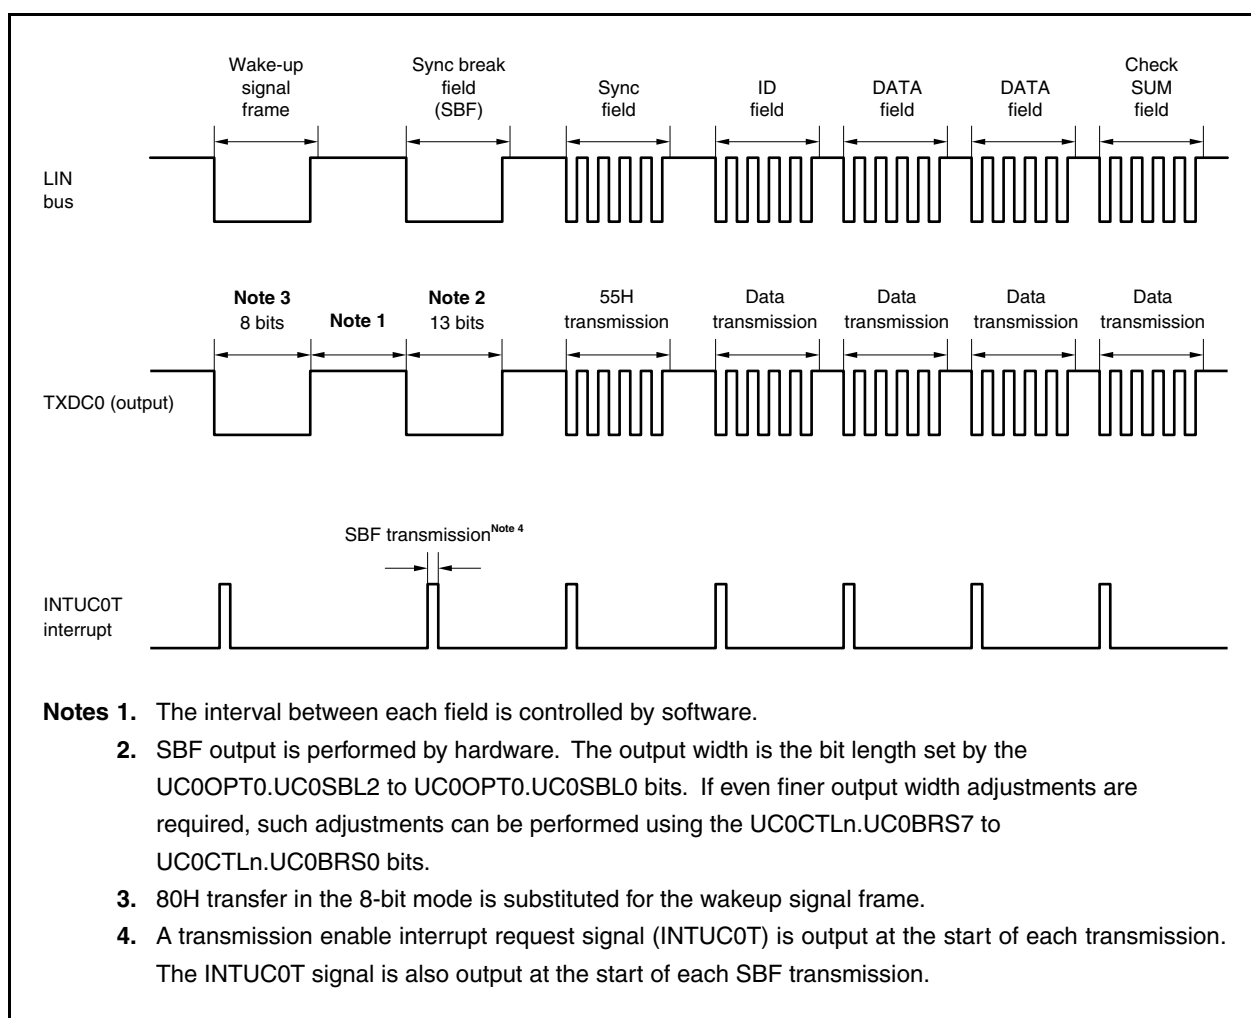 Wake-up
signal
frame
Sync break
field
(SBF)
Sync
field
ID
field
DATA
field
DATA
field
Check
SUM
field
LIN
bus
Note 3
8 bits
Note 1
Note 2
13 bits
55H
transmission
Data
transmission
Data
transmission
Data
transmission
Data
transmission
TXDC0 (output)
SBF transmission Note 4
INTUC0T
interrupt
Notes 1. The interval between each field is controlled by software.
2. SBF output is performed by hardware. The output width is the bit length set by the
UC0OPT0.UC0SBL2 to UC0OPT0.UC0SBL0 bits. If even finer output width adjustments are
required, such adjustments can be performed using the UC0CTLn.UC0BRS7 to
UC0CTLn.UC0BRS0 bits.
3. 80H transfer in the 8-bit mode is substituted for the wakeup signal frame.
4. A transmission enable interrupt request signal (INTUC0T) is output at the start of each transmission.
The INTUC0T signal is also output at the start of each SBF transmission.